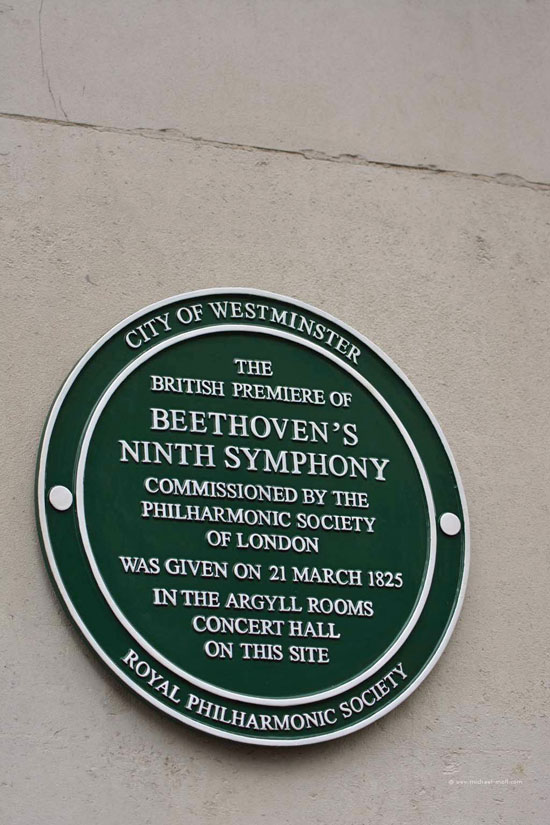 CITY OF WESTMINSTER
THE
BRITISH PREMIERE OF
BEETHOVEN'S
NINTH SYMPHONY
COMMISSIONED BY THE
PHILHARMONIC SOCIETY
OF LONDON
WAS GIVEN ON 21 MARCH 1825
IN THE ARGYLL ROOMS
CONCERT HALL
ON THIS SITE
ROYAL PHILHARMONIC SOCIETY